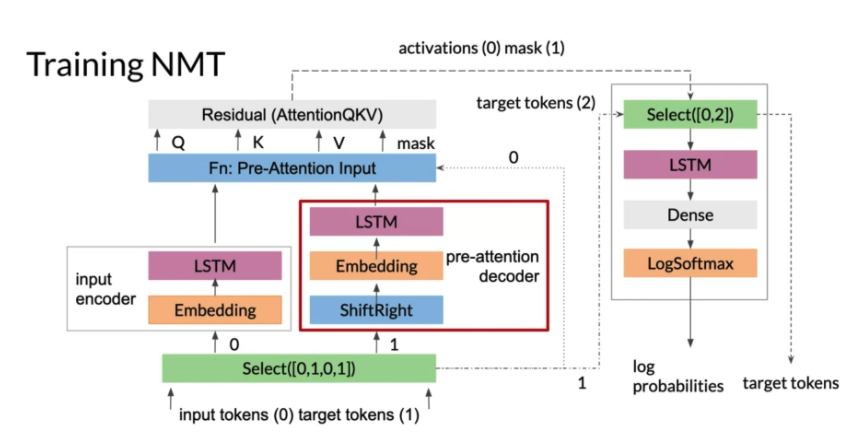 Training NMT
activations (0) mask (1)
Residual (AttentionQKV)
target tokens (2)
Select([0,2])
Q
K
V
mask
0
Fn: Pre-Attention Input
LSTM
Dense
LogSoftmax
LSTM
Embedding
ShiftRight
pre-attention
decoder
input
encoder
LSTM
Embedding
0
1
Select([0,1,0,1])
1
input tokens (0) target tokens (1)
log
probabilities
target tokens